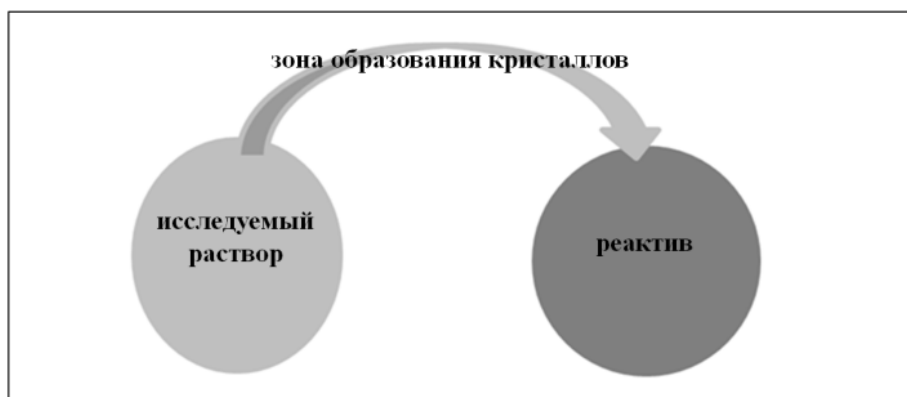 зона образования кристаллов
исследуемый
раствор
реактив